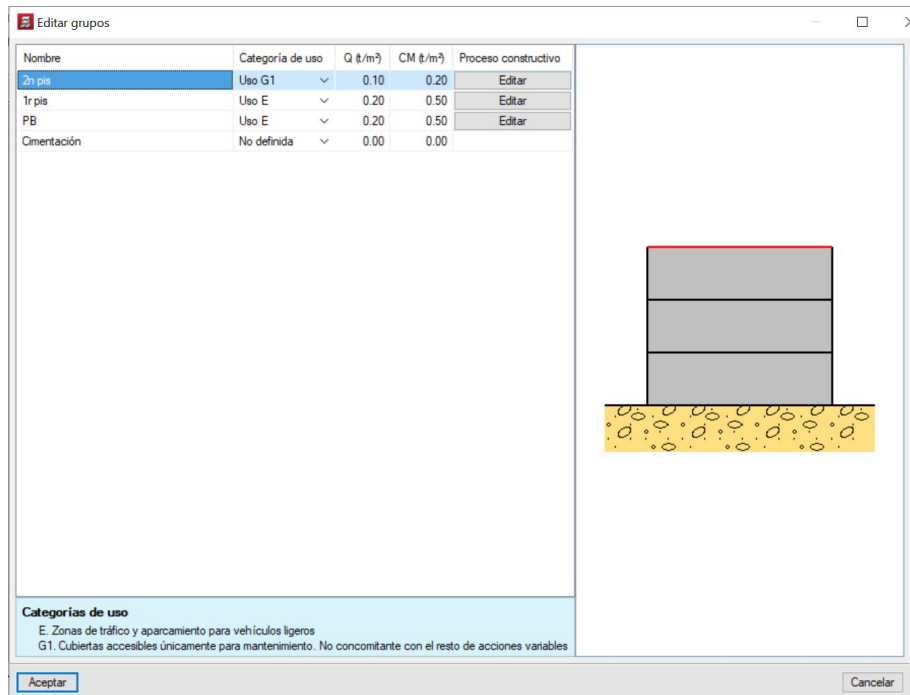 Editar grupos
Nombre Categoría de uso Q (t/m²) CM (t/m²) Proceso constructivo
2n pis Uso G1 0.10 0.20 Editar
1r pis Uso E 0.20 0.50 Editar
PB Uso E 0.20 0.50 Editar
Cimentación No definida 0.00 0.00
Categorías de uso
E. Zonas de tráfico y aparcamiento para vehículos ligeros
G1. Cubiertas accesibles únicamente para mantenimiento. No concomitante con el resto de acciones variables
Aceptar Cancelar